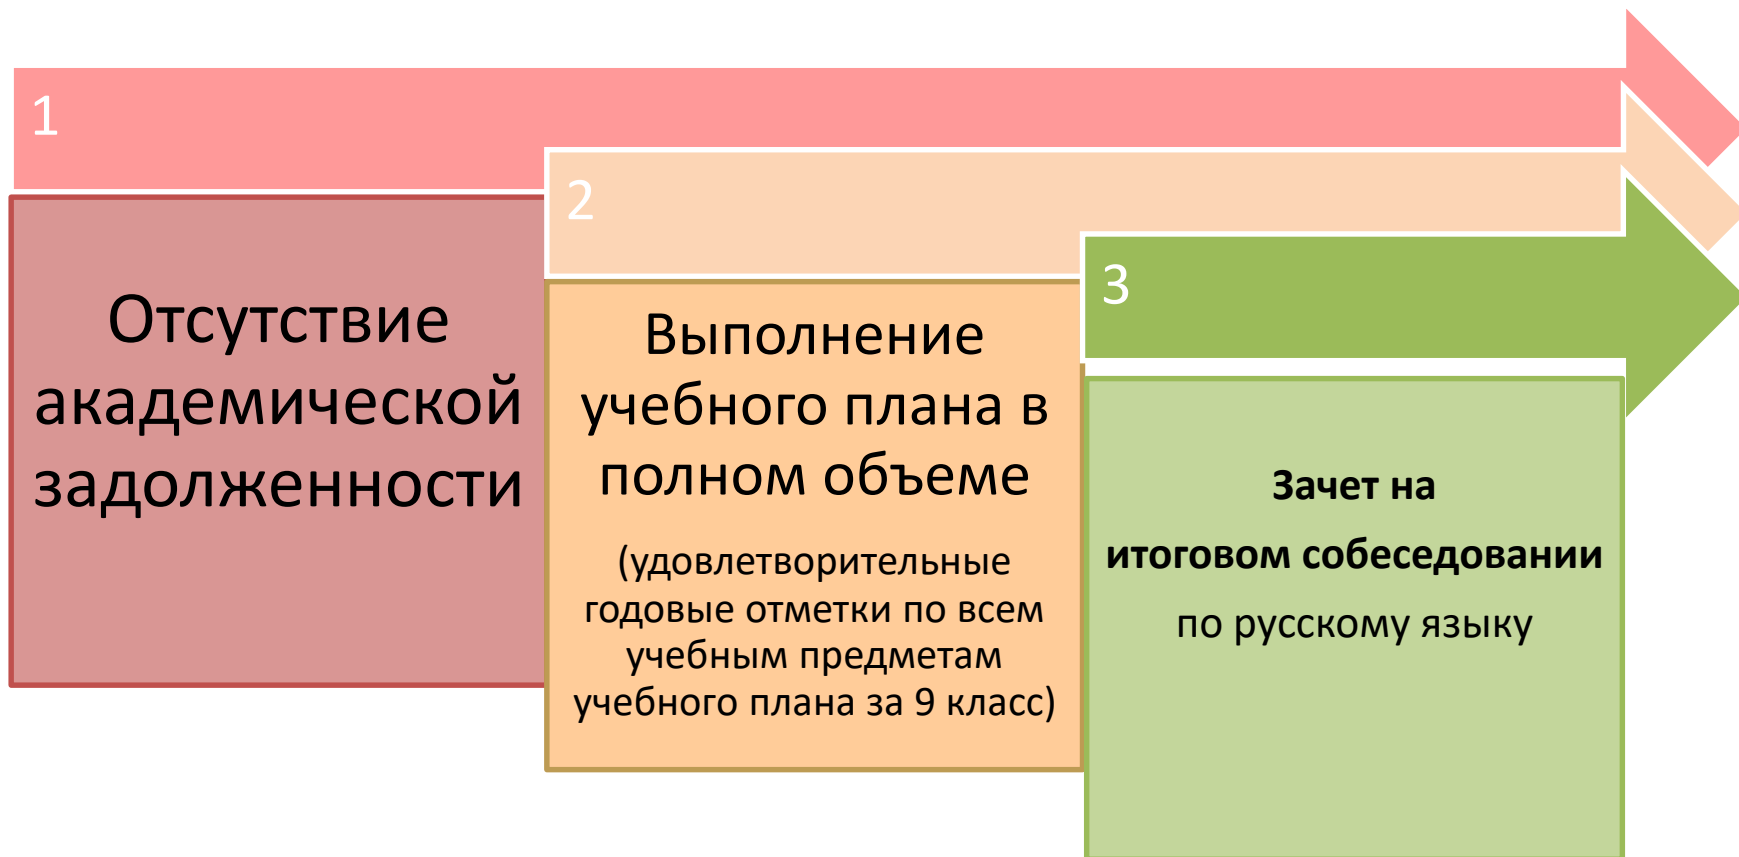 1
Отсутствие
академической
задолженности
2
Выполнение
учебного плана в
полном объеме
(удовлетворительные
годовые отметки по всем
учебным предметам
учебного плана за 9 класс)
3
Зачет на
итоговом собеседовании
по русскому языку